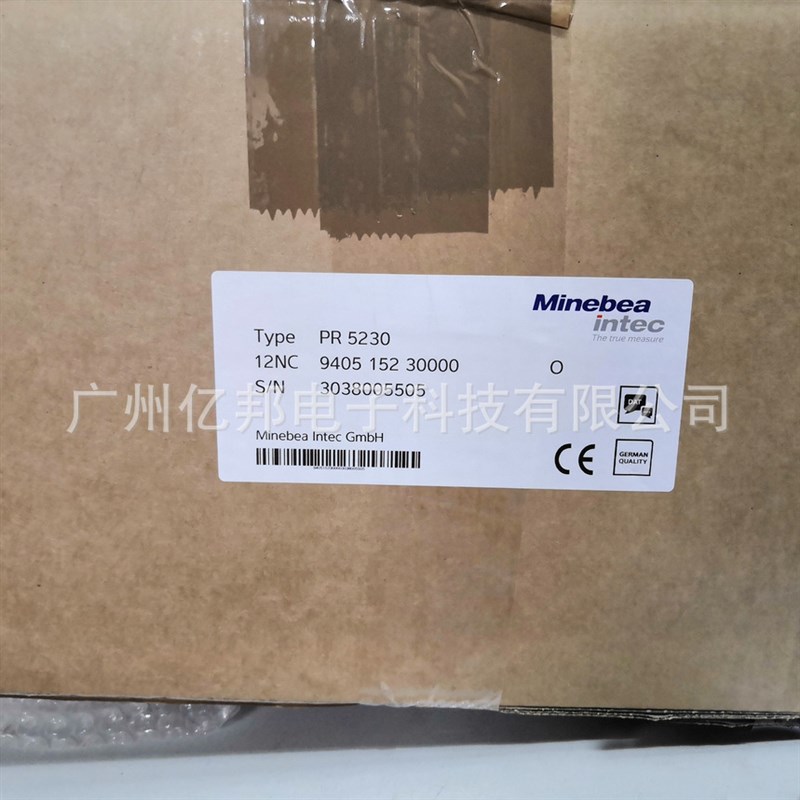 Minebea
intec
The true measure
Type PR 5230
12NC 9405 152 30000 O
S/N 3038005505
广州亿邦电子科技有限公司
DAT
Minebea Intec GmbH
CE
GERMAN
QUALITY